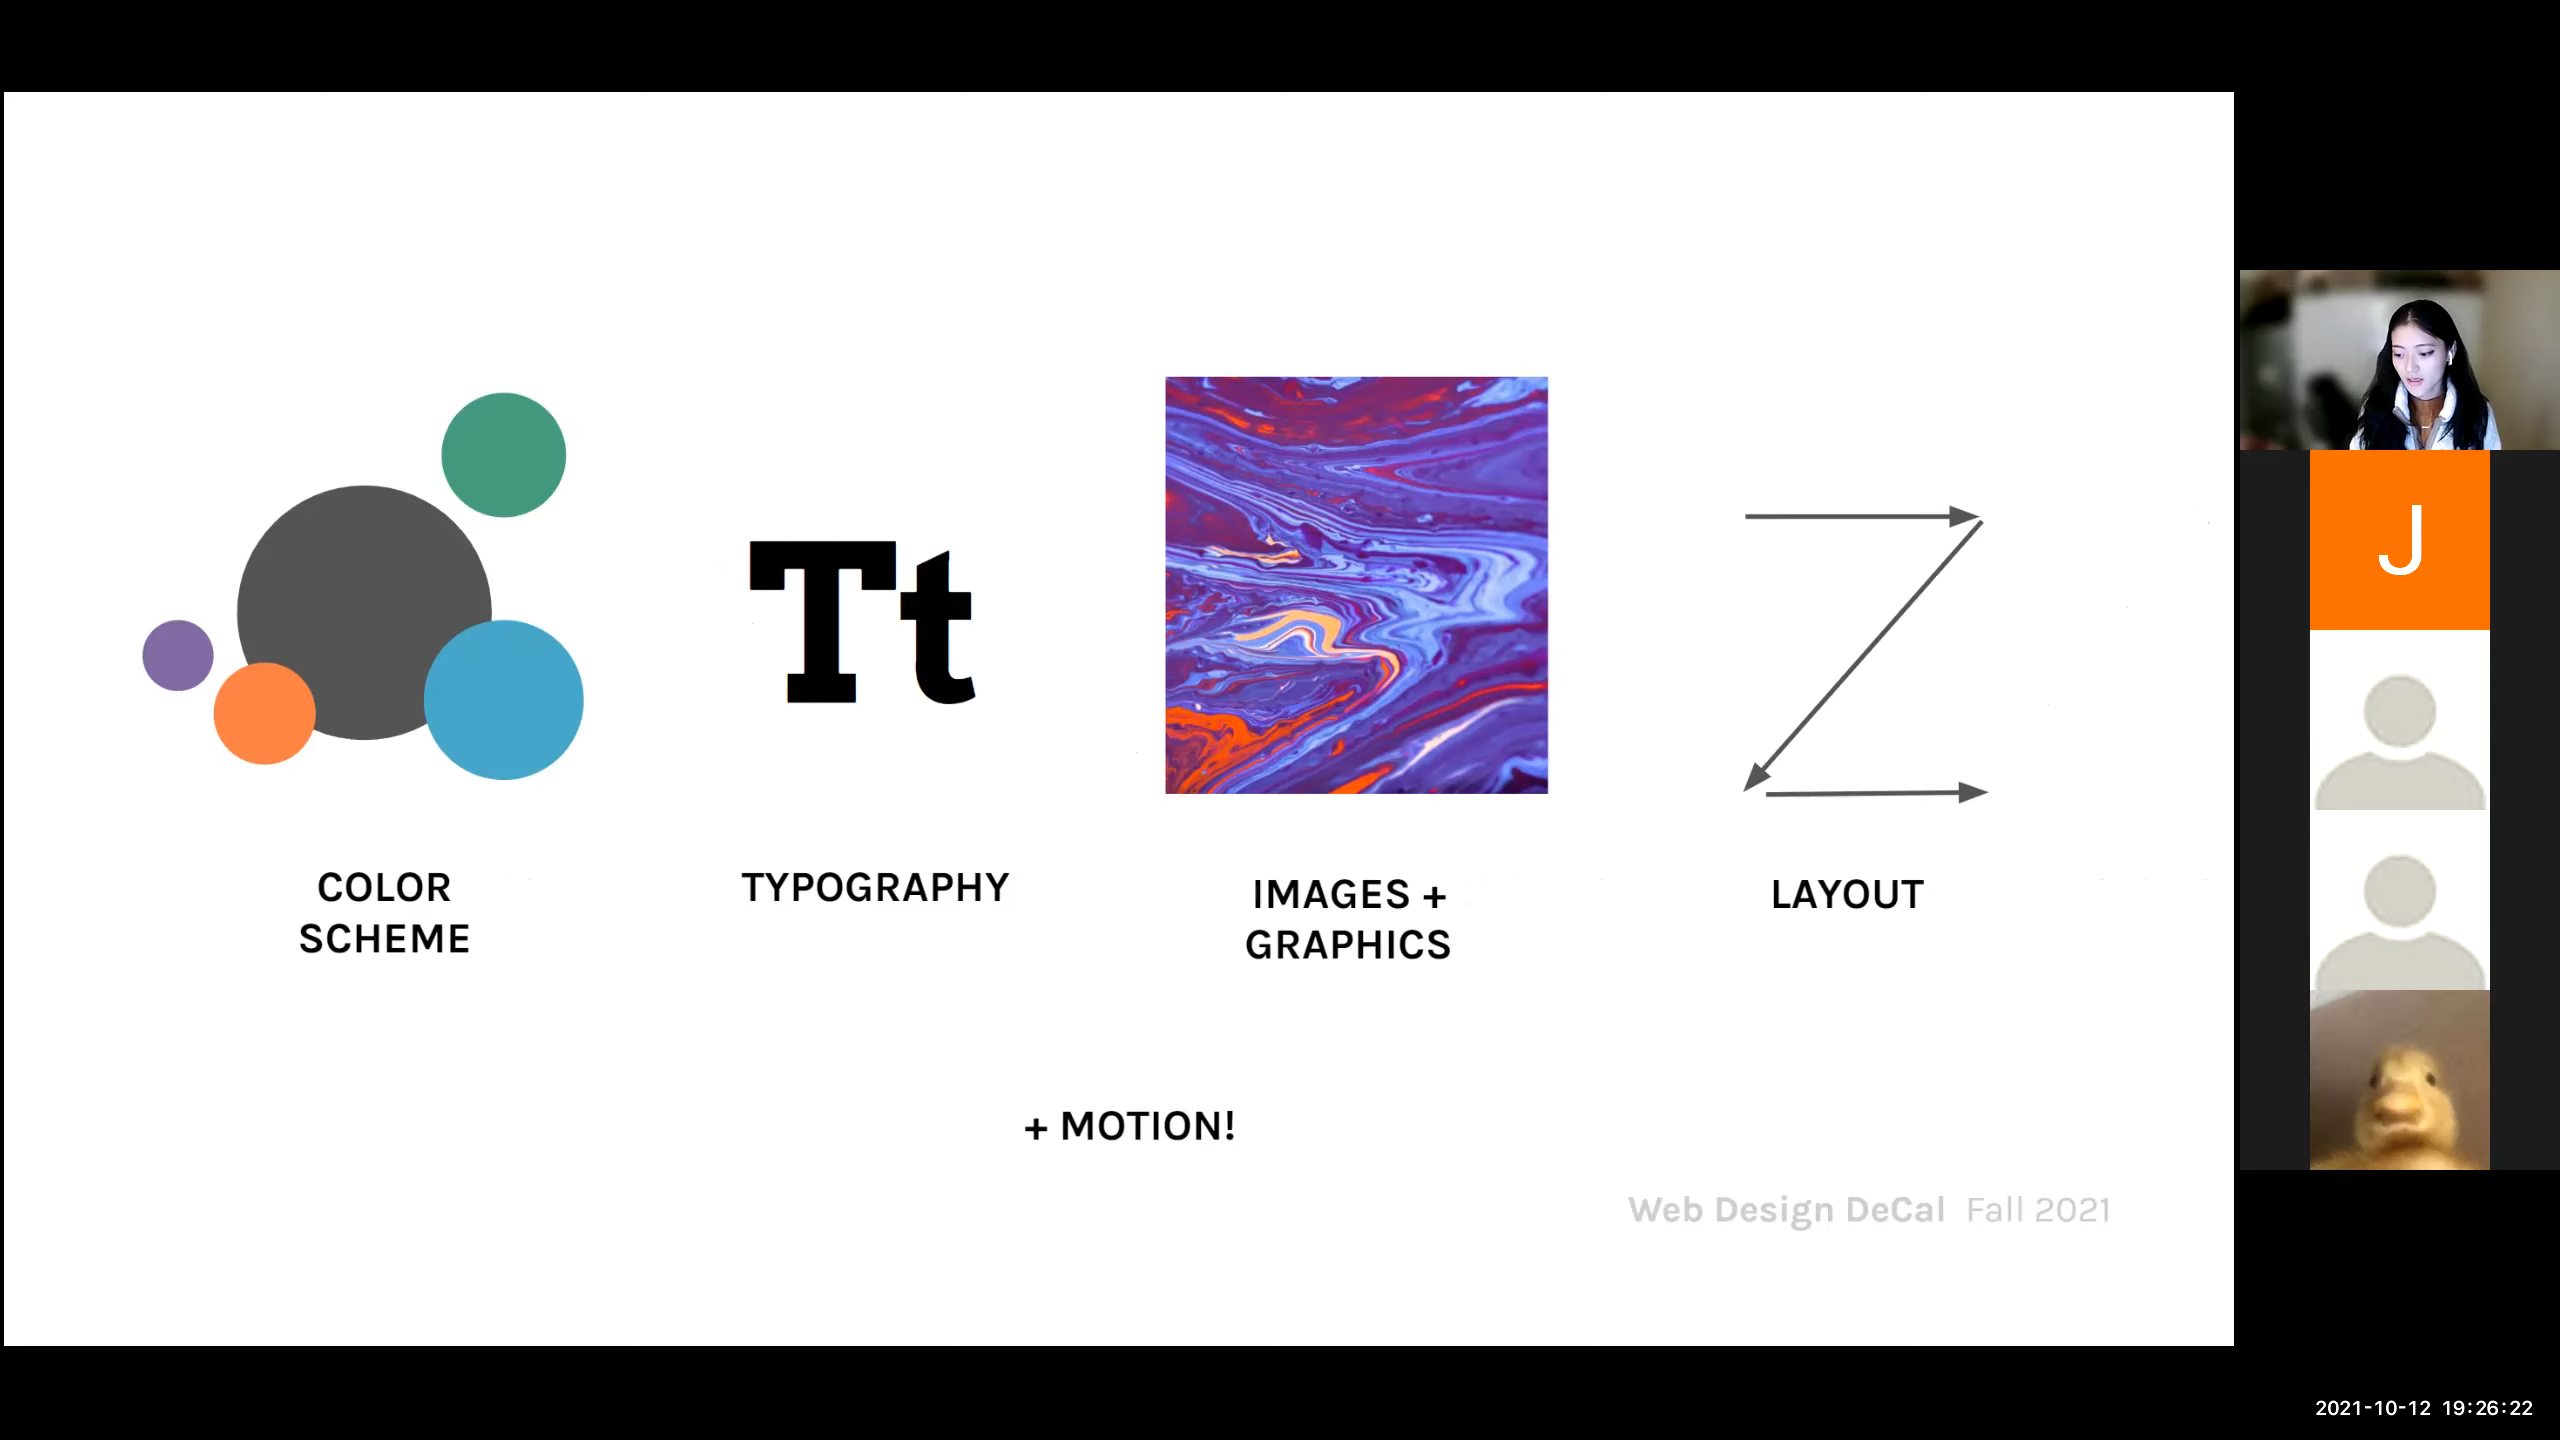 Tt
COLOR
SCHEME
TYPOGRAPHY
IMAGES +
GRAPHICS
LAYOUT
+ MOTION!
Web Design DeCal Fall 2021
J
2021-10-12 19:26:22